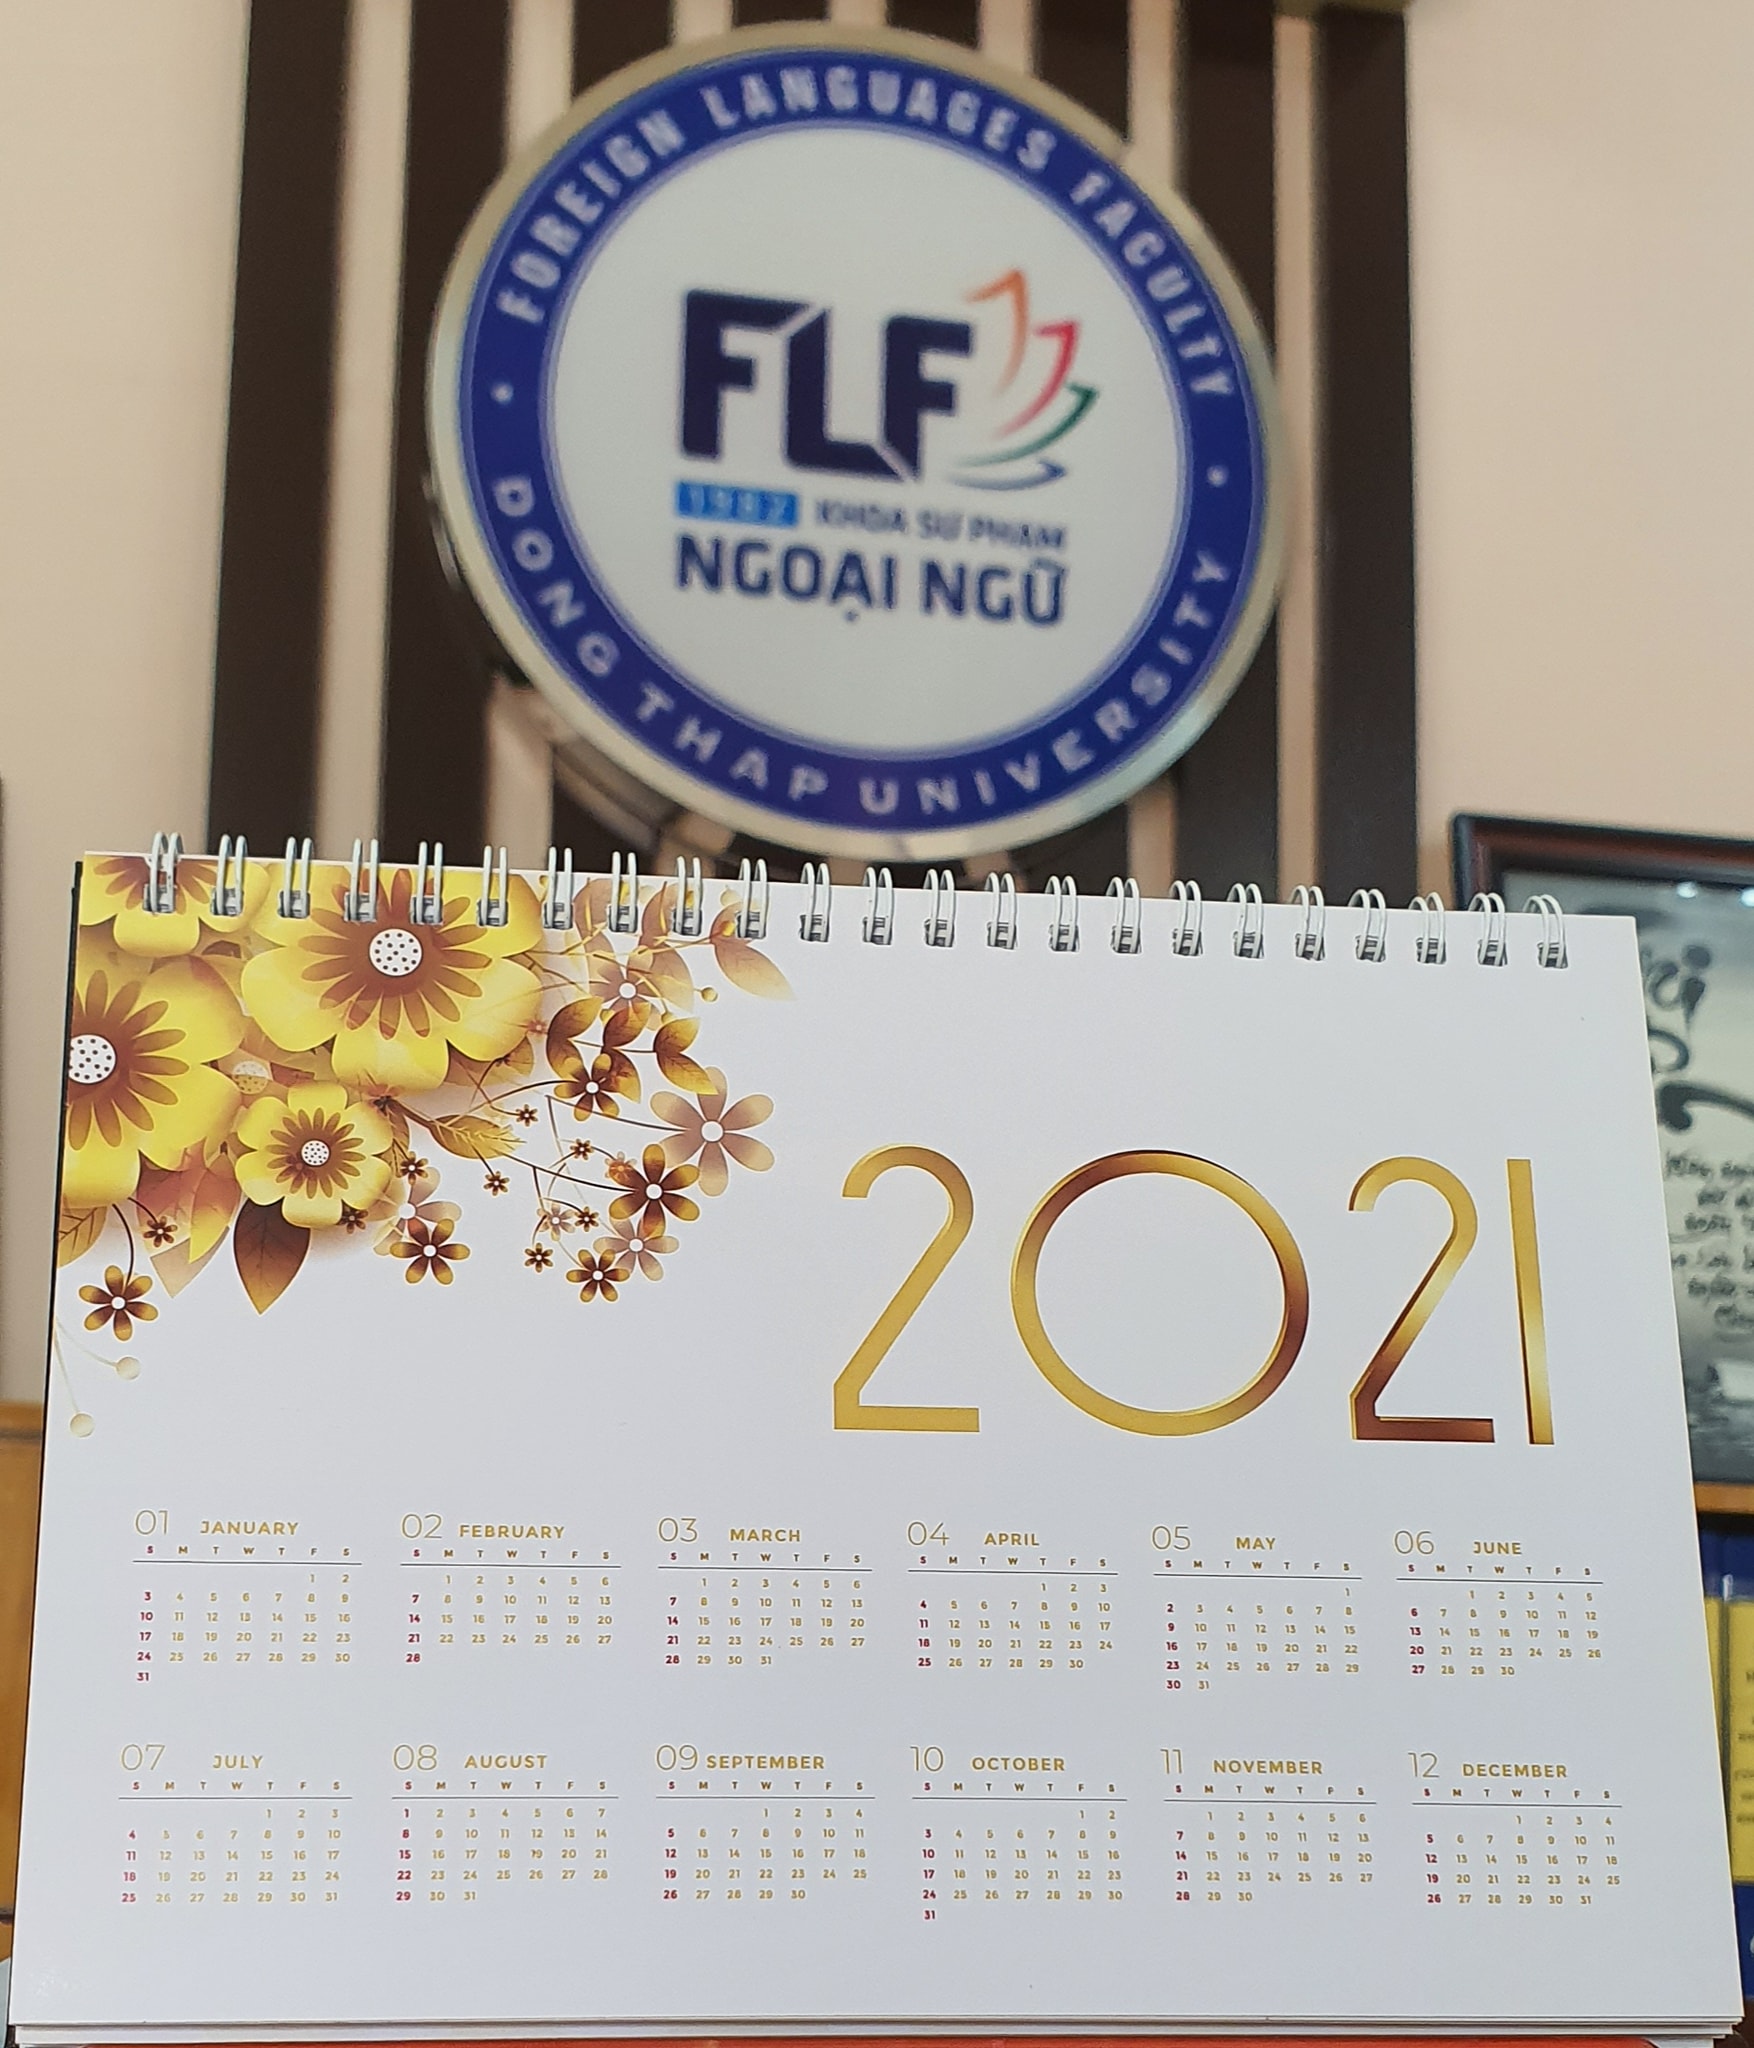 FOREIGN LANGUAGES FACULTY
FLF
KHOA SƯ PHẠM
NGOẠI NGỮ
DONG THAP UNIVERSITY
2021
01 JANUARY
S M T W T F S
1 2
3 4 5 6 7 8 9
10 11 12 13 14 15 16
17 18 19 20 21 22 23
24 25 26 27 28 29 30
31
02 FEBRUARY
S M T W T F S
1 2 3 4 5 6
7 8 9 10 11 12 13
14 15 16 17 18 19 20
21 22 23 24 25 26 27
28
03 MARCH
S M T W T F S
1 2 3 4 5 6
7 8 9 10 11 12 13
14 15 16 17 18 19 20
21 22 23 24 25 26 27
28 29 30 31
04 APRIL
S M T W T F S
1 2 3
4 5 6 7 8 9 10
11 12 13 14 15 16 17
18 19 20 21 22 23 24
25 26 27 28 29 30
05 MAY
S M T W T F S
1
2 3 4 5 6 7 8
9 10 11 12 13 14 15
16 17 18 19 20 21 22
23 24 25 26 27 28 29
30 31
06 JUNE
S M T W T F S
1 2 3 4 5
6 7 8 9 10 11 12
13 14 15 16 17 18 19
20 21 22 23 24 25 26
27 28 29 30
07 JULY
S M T W T F S
1 2 3
4 5 6 7 8 9 10
11 12 13 14 15 16 17
18 19 20 21 22 23 24
25 26 27 28 29 30 31
08 AUGUST
S M T W T F S
1 2 3 4 5 6 7
8 9 10 11 12 13 14
15 16 17 18 19 20 21
22 23 24 25 26 27 28
29 30 31
09 SEPTEMBER
S M T W T F S
1 2 3 4
5 6 7 8 9 10 11
12 13 14 15 16 17 18
19 20 21 22 23 24 25
26 27 28 29 30
10 OCTOBER
S M T W T F S
1 2
3 4 5 6 7 8 9
10 11 12 13 14 15 16
17 18 19 20 21 22 23
24 25 26 27 28 29 30
31
11 NOVEMBER
S M T W T F S
1 2 3 4 5 6
7 8 9 10 11 12 13
14 15 16 17 18 19 20
21 22 23 24 25 26 27
28 29 30
12 DECEMBER
S M T W T F S
1 2 3 4
5 6 7 8 9 10 11
12 13 14 15 16 17 18
19 20 21 22 23 24 25
26 27 28 29 30 31